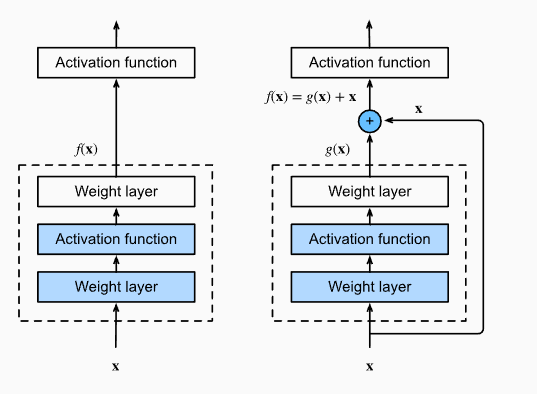 Activation function
f(x)
Weight layer
Activation function
Weight layer
x
Activation function
f(x) = g(x) + x
x
+
g(x)
Weight layer
Activation function
Weight layer
x